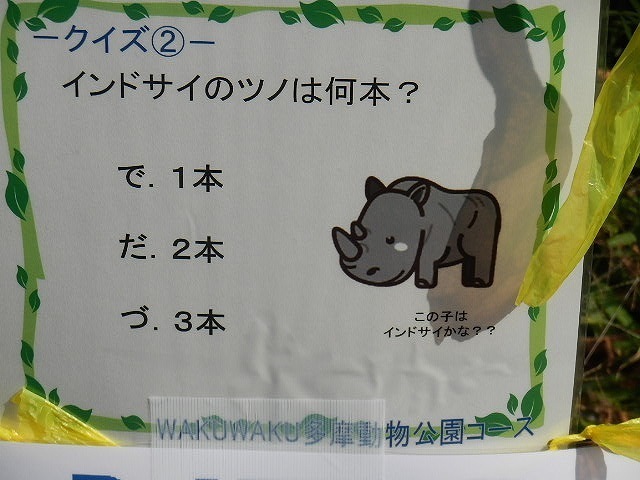 －クイズ②－
インドサイのツノは何本？
で．１本
だ．２本
づ．３本
この子は
インドサイかな？？
WAKUWAKU多摩動物公園コース